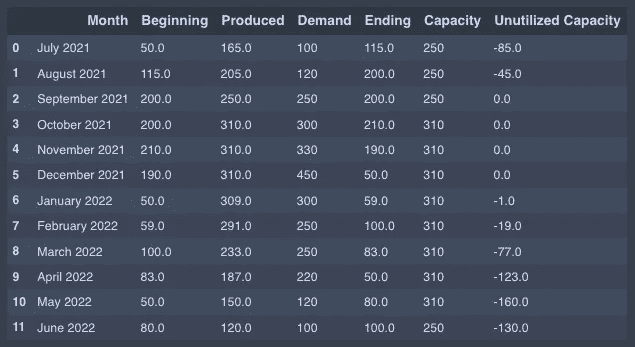 Month Beginning Produced Demand Ending Capacity Unutilized Capacity
0 July 2021 50.0 165.0 100 115.0 250 -85.0
1 August 2021 115.0 205.0 120 200.0 250 -45.0
2 September 2021 200.0 250.0 250 200.0 250 0.0
3 October 2021 200.0 310.0 300 210.0 310 0.0
4 November 2021 210.0 310.0 330 190.0 310 0.0
5 December 2021 190.0 310.0 450 50.0 310 0.0
6 January 2022 50.0 309.0 300 59.0 310 -1.0
7 February 2022 59.0 291.0 250 100.0 310 -19.0
8 March 2022 100.0 233.0 250 83.0 310 -77.0
9 April 2022 83.0 187.0 220 50.0 310 -123.0
10 May 2022 50.0 150.0 120 80.0 310 -160.0
11 June 2022 80.0 120.0 100 100.0 250 -130.0